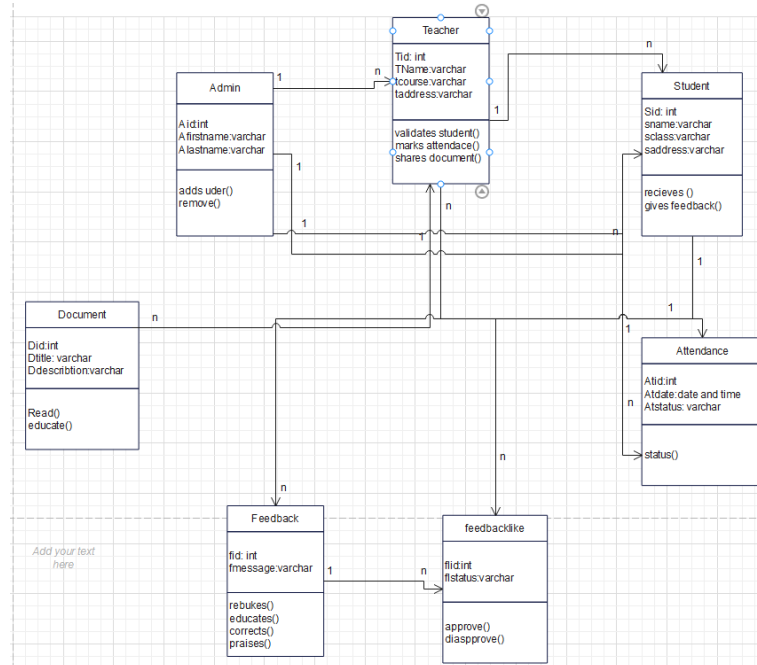 Teacher
Tid: int
TName:varchar
tcourse:varchar
taddress:varchar
validates student()
marks attendace()
shares document()
Admin
Aid:int
Afirstname:varchar
Alastname:varchar
adds uder()
remove()
Student
Sid: int
sname:varchar
sclass:varchar
saddress:varchar
recieves ()
gives feedback()
1
n
n
1
1
1
n
n
1
1
1
1
n
n
Document
Did:int
Dtitle: varchar
Ddescribtion:varchar
Read()
educate()
Attendance
Atid:int
Atdate:date and time
Atstatus: varchar
status()
n
n
Feedback
fid: int
fmessage:varchar
rebukes()
educates()
corrects()
praises()
1
n
feedbacklike
flid:int
flstatus:varchar
approve()
diaspprove()
Add your text
here